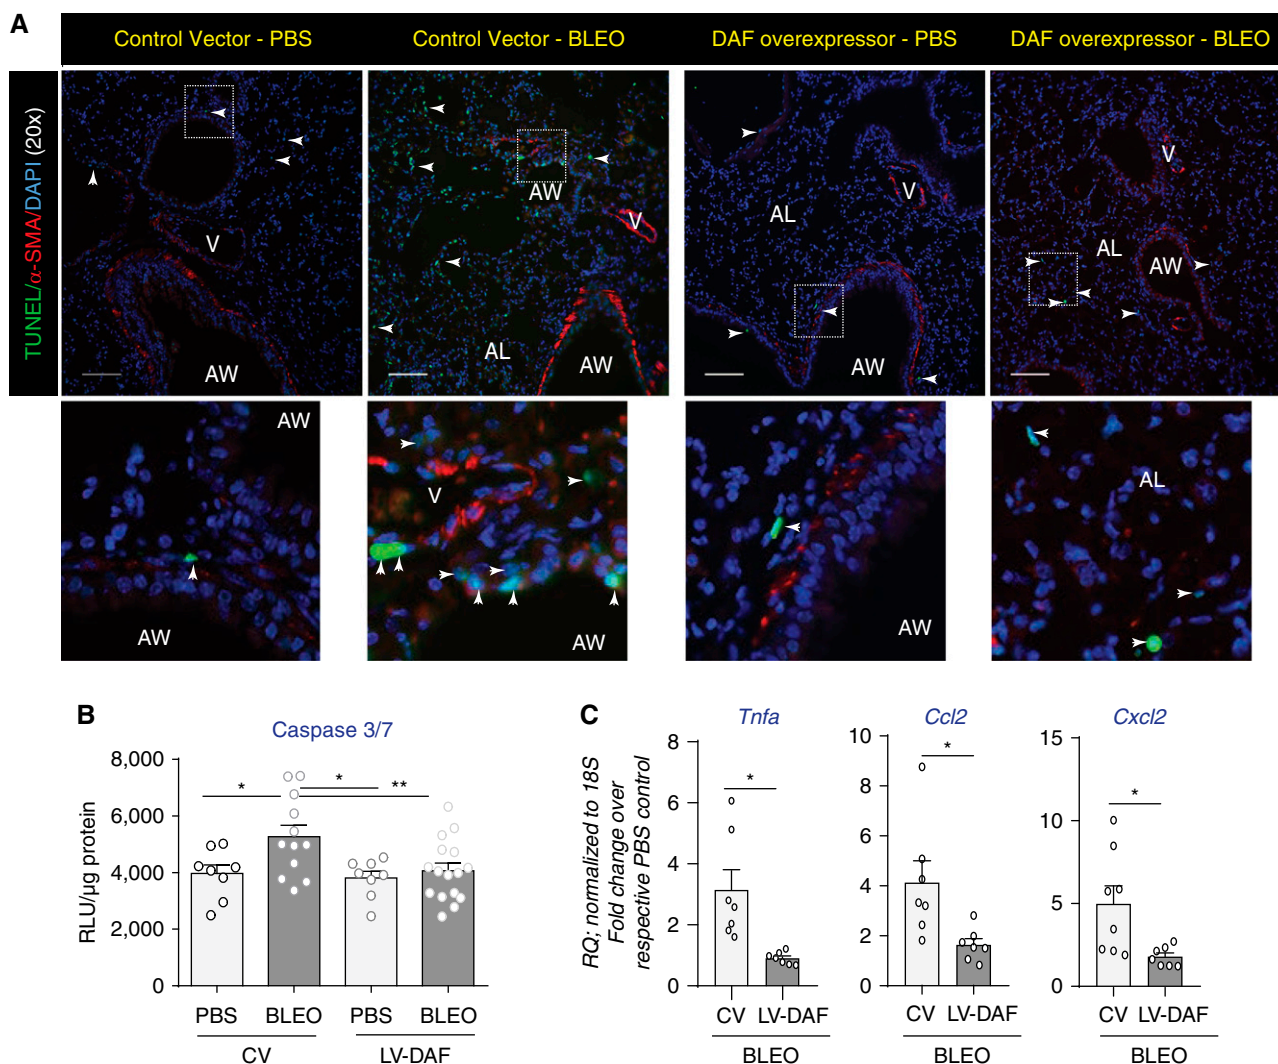 A
Control Vector - PBS
Control Vector - BLEO
DAF overexpressor - PBS
DAF overexpressor - BLEO
TUNEL/α-SMA/DAPI (20x)
V
AW
AW
V
AL
AW
AL
V
AW
V
AL
AW
AW
AW
V
AW
AW
AL
B
Caspase 3/7
RLU/µg protein
8,000
6,000
4,000
2,000
0
*
*
**
PBS
BLEO
PBS
BLEO
CV
LV-DAF
C
RQ; normalized to 18S
Fold change over
respective PBS control
Tnfa
8
6
4
2
0
*
CV
LV-DAF
BLEO
Ccl2
10
8
6
4
2
0
*
CV
LV-DAF
BLEO
Cxcl2
15
10
5
0
*
CV
LV-DAF
BLEO